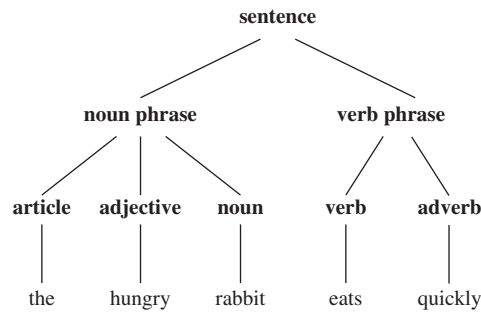 sentence
noun phrase verb phrase
article adjective noun verb adverb
the hungry rabbit eats quickly